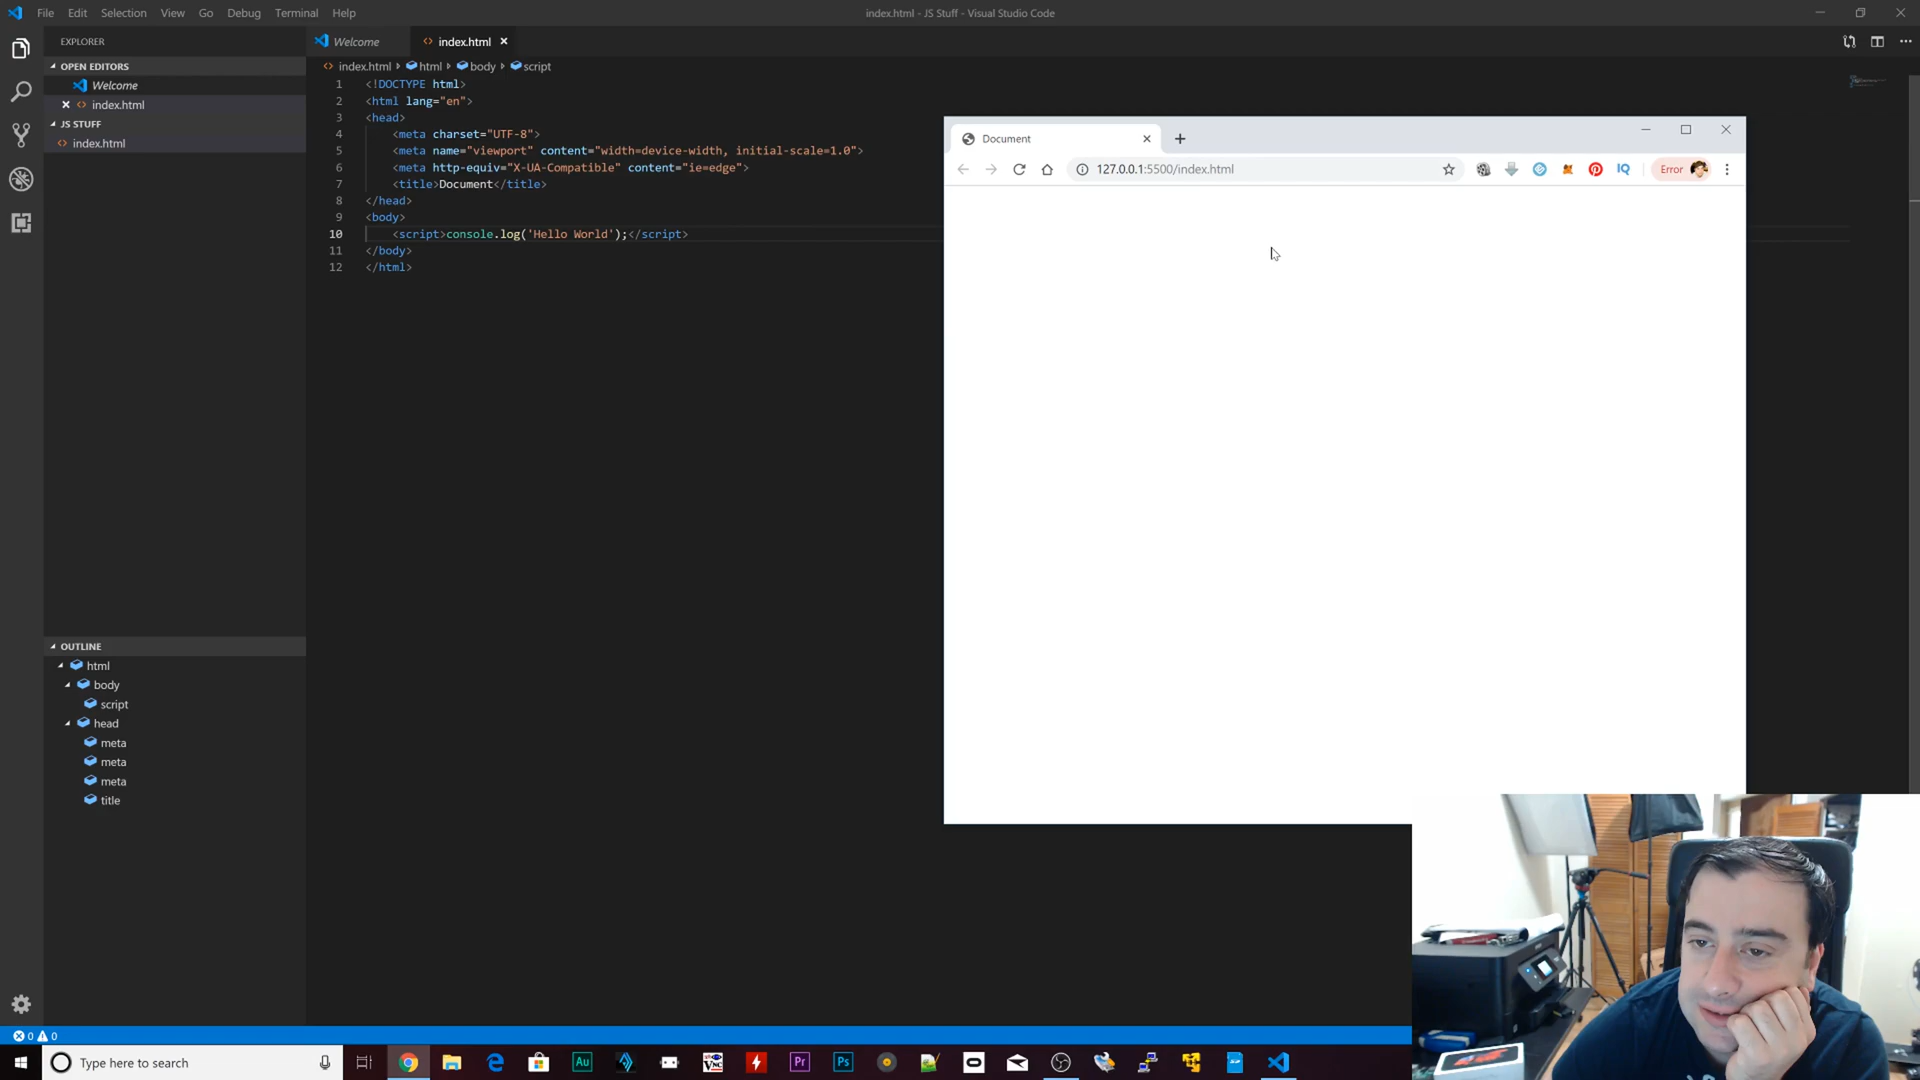 File Edit Selection View Go Debug Terminal Help
index.html - JS Stuff - Visual Studio Code
EXPLORER
OPEN EDITORS
Welcome
index.html
JS STUFF
index.html
Welcome
index.html
index.html html body script
1 <!DOCTYPE html>
2 <html lang="en">
3 <head>
4 <meta charset="UTF-8">
5 <meta name="viewport" content="width=device-width, initial-scale=1.0">
6 <meta http-equiv="X-UA-Compatible" content="ie=edge">
7 <title>Document</title>
8 </head>
9 <body>
10 <script>console.log('Hello World');</script>
11 </body>
12 </html>
Document
127.0.0.1:5500/index.html
IQ
Error
OUTLINE
html
body
script
head
meta
meta
meta
title
0 0
Type here to search
Au
VNC
Pr
Ps